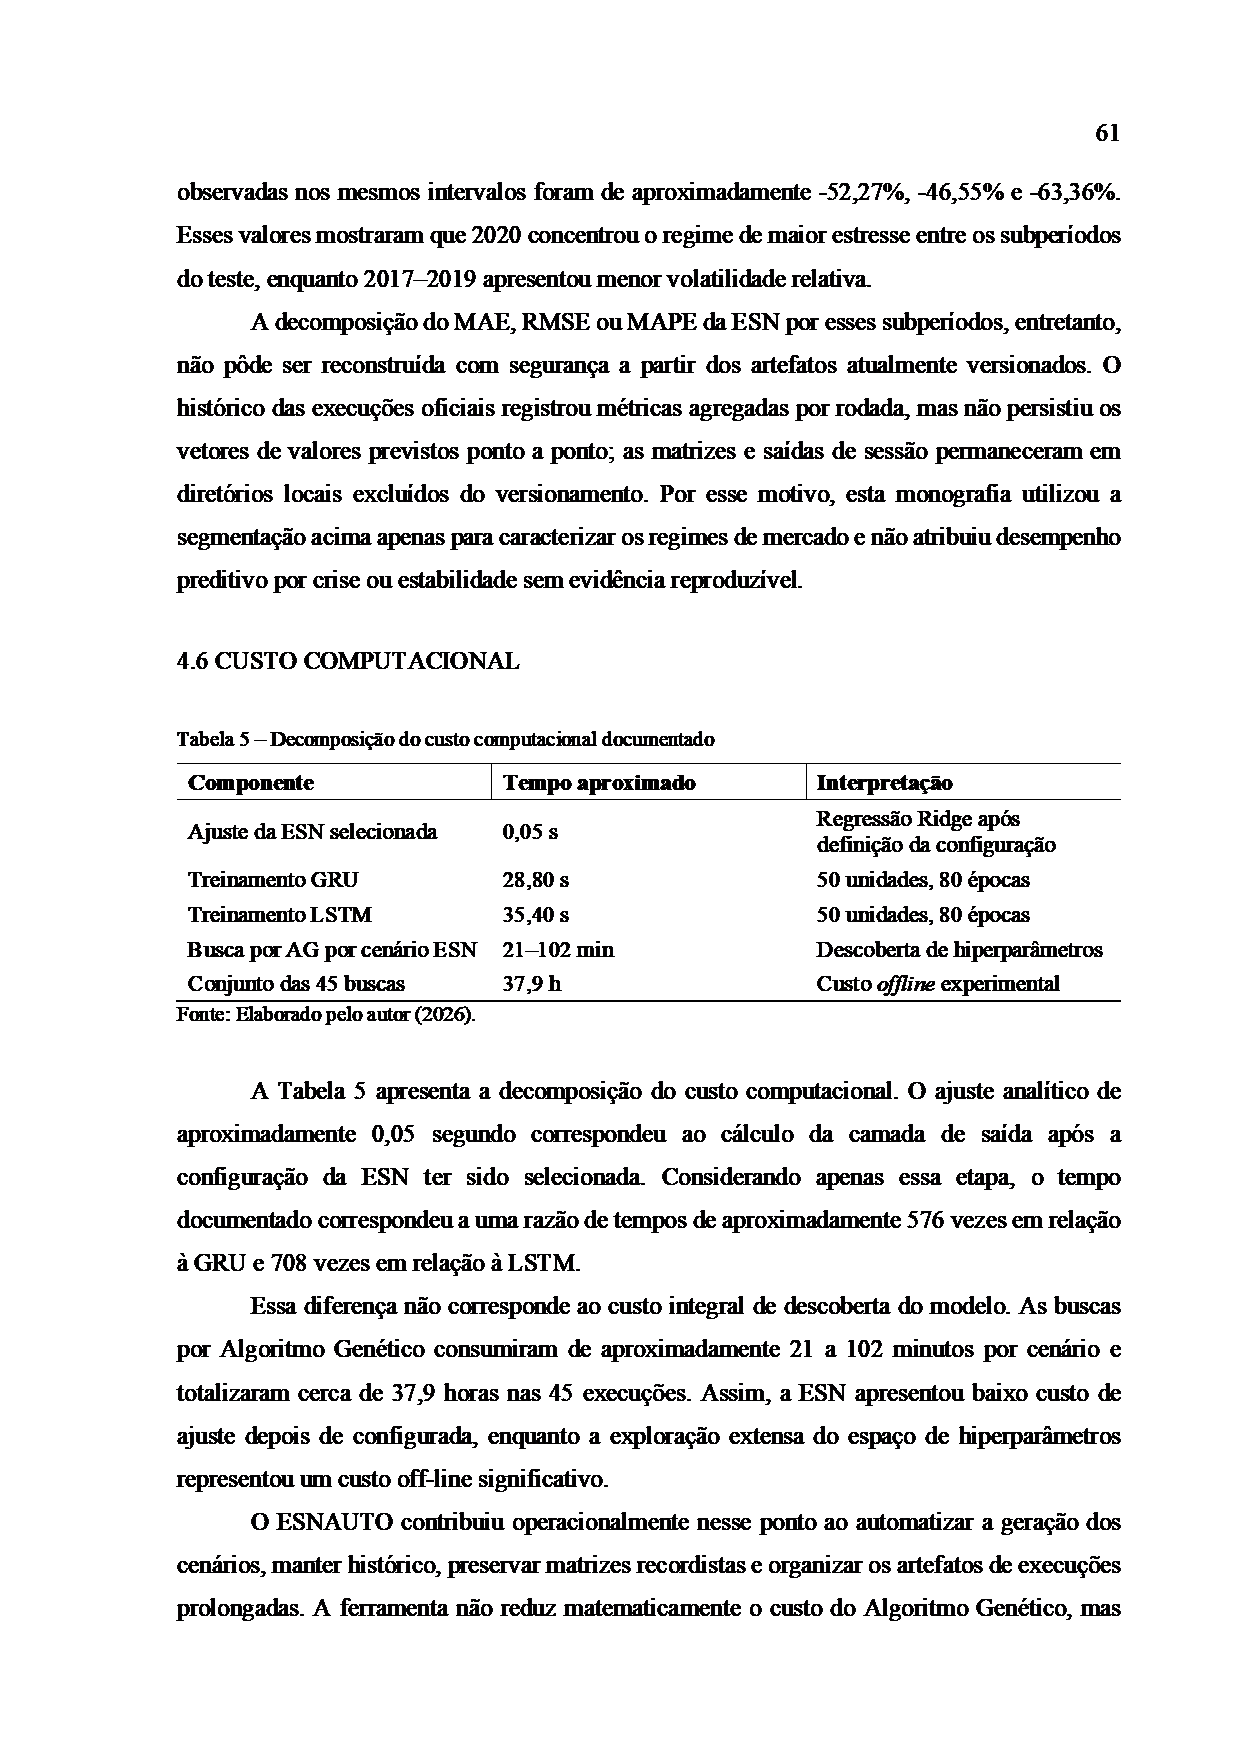 61
observadas nos mesmos intervalos foram de aproximadamente -52,27%, -46,55% e -63,36%.
Esses valores mostraram que 2020 concentrou o regime de maior estresse entre os subperíodos
do teste, enquanto 2017–2019 apresentou menor volatilidade relativa.
A decomposição do MAE, RMSE ou MAPE da ESN por esses subperíodos, entretanto,
não pôde ser reconstruída com segurança a partir dos artefatos atualmente versionados. O
histórico das execuções oficiais registrou métricas agregadas por rodada, mas não persistiu os
vetores de valores previstos ponto a ponto; as matrizes e saídas de sessão permaneceram em
diretórios locais excluídos do versionamento. Por esse motivo, esta monografia utilizou a
segmentação acima apenas para caracterizar os regimes de mercado e não atribuiu desempenho
preditivo por crise ou estabilidade sem evidência reproduzível.
4.6 CUSTO COMPUTACIONAL
Tabela 5 – Decomposição do custo computacional documentado
Componente Tempo aproximado Interpretação
Ajuste da ESN selecionada 0,05 s Regressão Ridge após
definição da configuração
Treinamento GRU 28,80 s 50 unidades, 80 épocas
Treinamento LSTM 35,40 s 50 unidades, 80 épocas
Busca por AG por cenário ESN 21–102 min Descoberta de hiperparâmetros
Conjunto das 45 buscas 37,9 h Custo offline experimental
Fonte: Elaborado pelo autor (2026).
A Tabela 5 apresenta a decomposição do custo computacional. O ajuste analítico de
aproximadamente 0,05 segundo correspondeu ao cálculo da camada de saída após a
configuração da ESN ter sido selecionada. Considerando apenas essa etapa, o tempo
documentado correspondeu a uma razão de tempos de aproximadamente 576 vezes em relação
à GRU e 708 vezes em relação à LSTM.
Essa diferença não corresponde ao custo integral de descoberta do modelo. As buscas
por Algoritmo Genético consumiram de aproximadamente 21 a 102 minutos por cenário e
totalizaram cerca de 37,9 horas nas 45 execuções. Assim, a ESN apresentou baixo custo de
ajuste depois de configurada, enquanto a exploração extensa do espaço de hiperparâmetros
representou um custo off-line significativo.
O ESNAUTO contribuiu operacionalmente nesse ponto ao automatizar a geração dos
cenários, manter histórico, preservar matrizes recordistas e organizar os artefatos de execuções
prolongadas. A ferramenta não reduz matematicamente o custo do Algoritmo Genético, mas